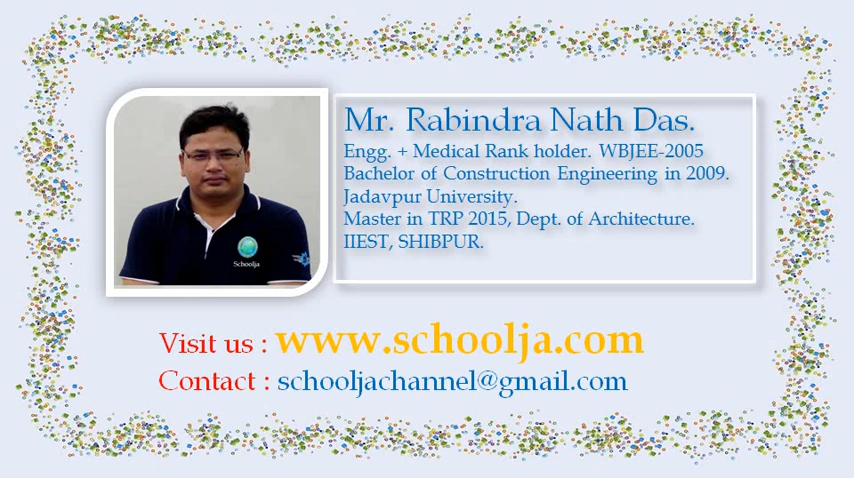 Mr. Rabindra Nath Das.
Engg. + Medical Rank holder. WBJEE-2005
Bachelor of Construction Engineering in 2009.
Jadavpur University.
Master in TRP 2015, Dept. of Architecture.
IIEST, SHIBPUR.
Schoolja
Visit us : www.schoolja.com
Contact : schooljachannel@gmail.com